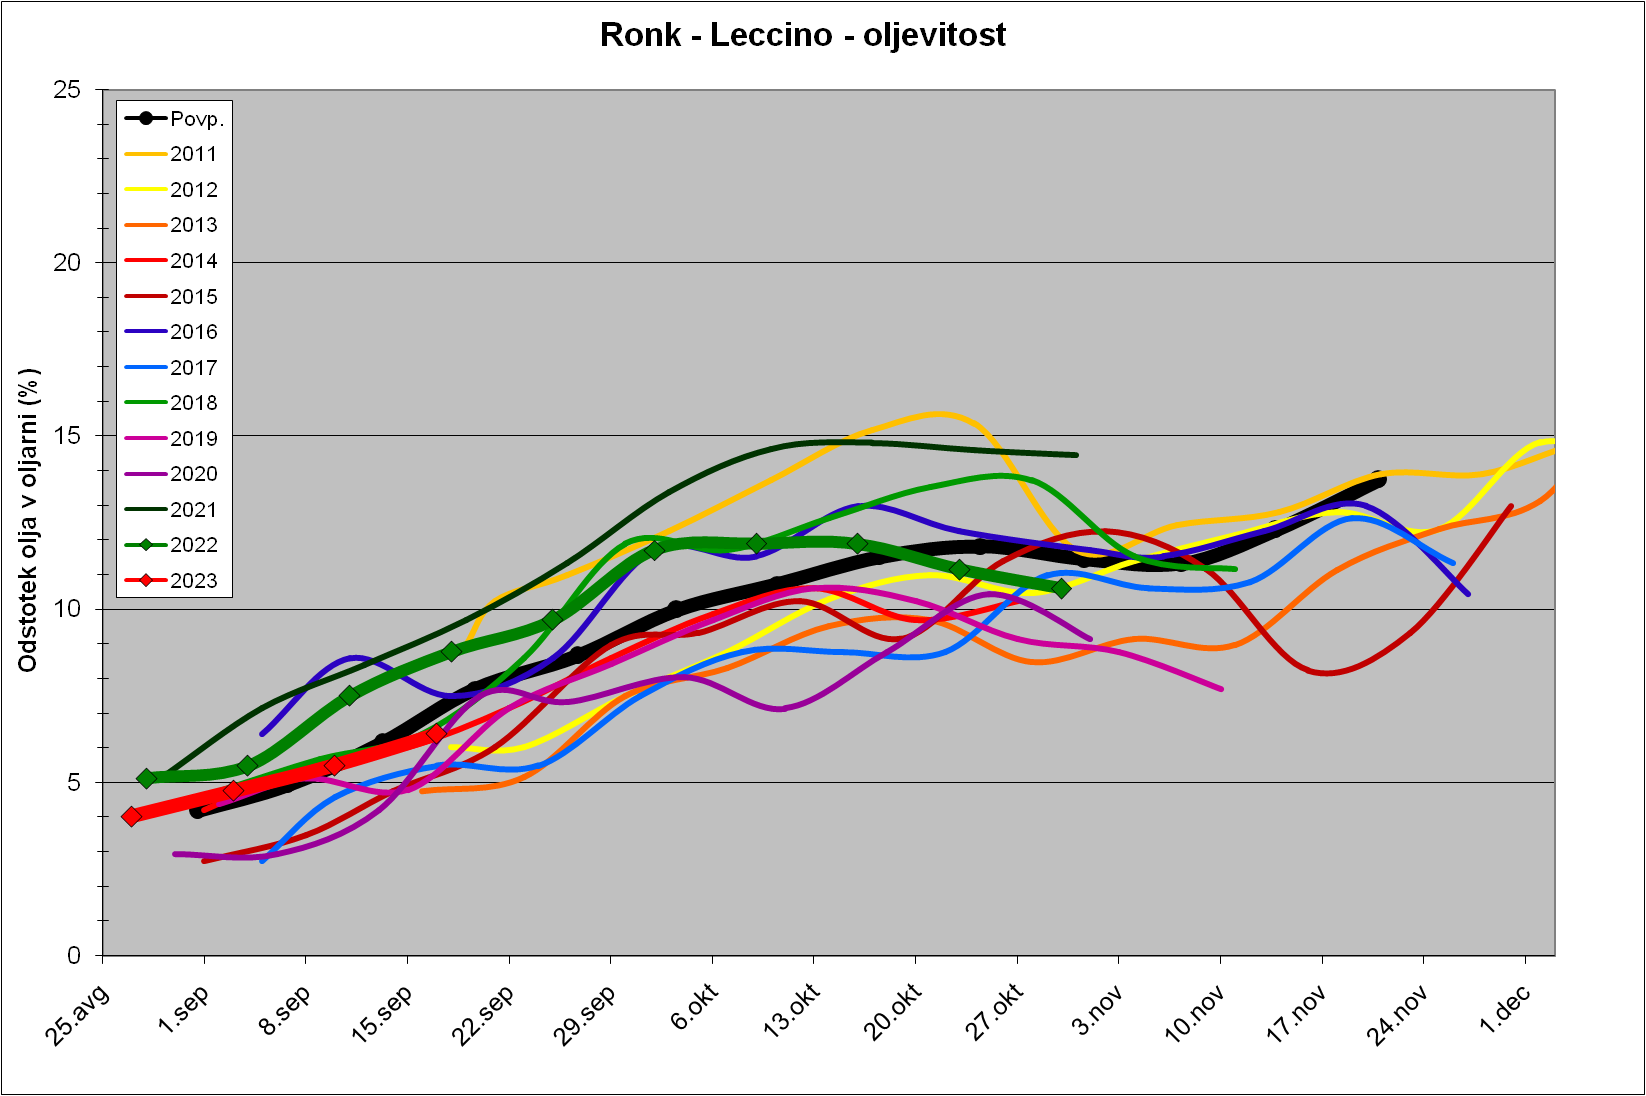 Ronk - Leccino - oljevitost
Odstotek olja v oljarni (%)
25
20
15
10
5
0
Povp.
2011
2012
2013
2014
2015
2016
2017
2018
2019
2020
2021
2022
2023
25.avg
1.sep
8.sep
15.sep
22.sep
29.sep
6.okt
13.okt
20.okt
27.okt
3.nov
10.nov
17.nov
24.nov
1.dec